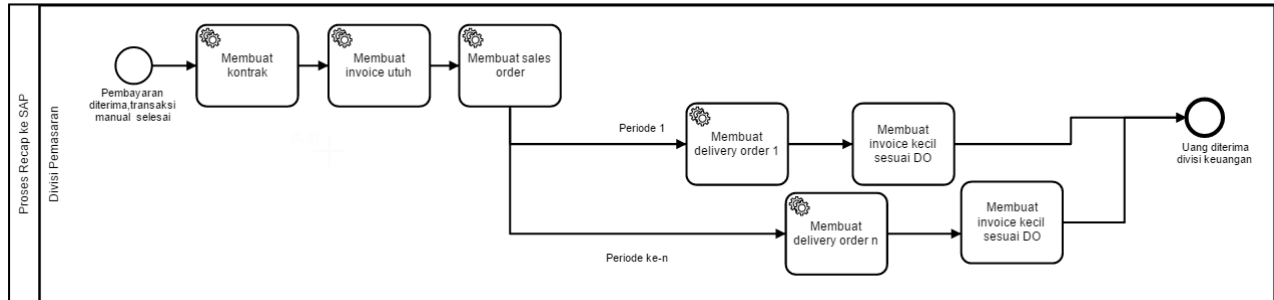 Proses Recap ke SAP
Divisi Pemasaran
Pembayaran
diterima,transaksi
manual selesai
Membuat
kontrak
Membuat
invoice utuh
Membuat sales
order
Periode 1
Membuat
delivery order 1
Membuat
invoice kecil
sesuai DO
Uang diterima
divisi keuangan
Periode ke-n
Membuat
delivery order n
Membuat
invoice kecil
sesuai DO